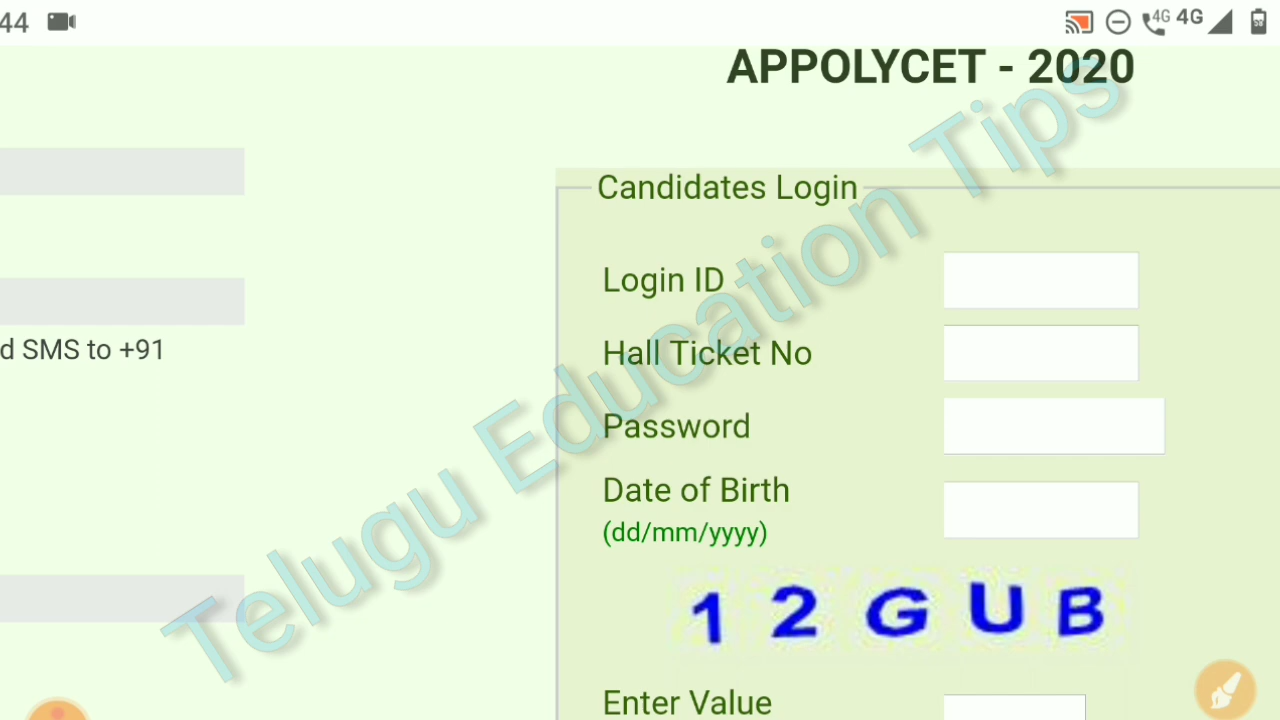 44
4G 4G
APPOLYCET - 2020
Candidates Login
Login ID
Hall Ticket No
d SMS to +91
Password
Date of Birth
(dd/mm/yyyy)
1 2 G U B
Enter Value
Telugu Education Tips